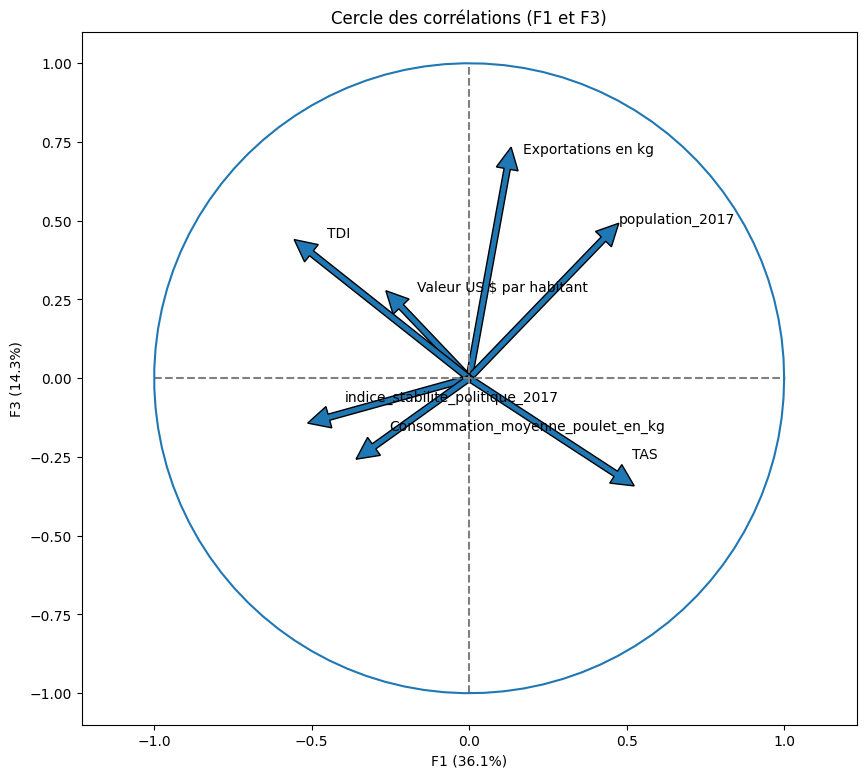 Cercle des corrélations (F1 et F3)
1.00
0.75
Exportations en kg
0.50
population_2017
TDI
0.25
Valeur US $ par habitant
0.00
indice_stabilite_politique_2017
Consommation_moyenne_poulet_en_kg
−0.25
TAS
−0.50
−0.75
−1.00
F3 (14.3%)
−1.0
−0.5
0.0
0.5
1.0
F1 (36.1%)